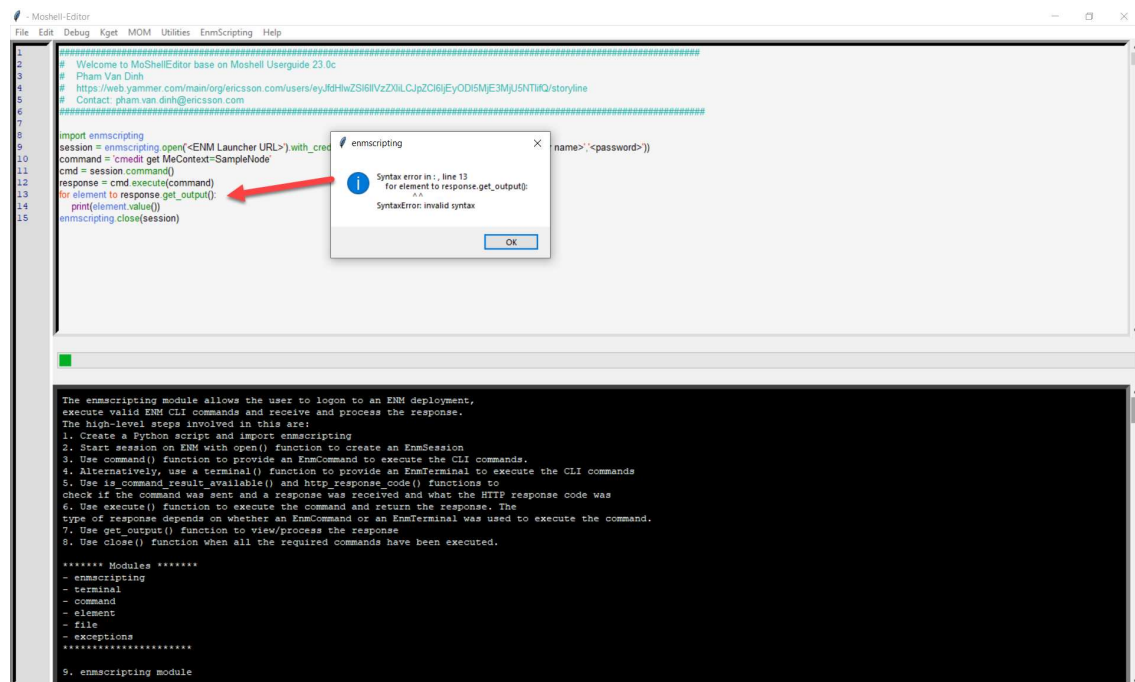 - Moshell-Editor
File Edit Debug Kget MOM Utilities EnmScripting Help
1 ####################################################################################################
2 # Welcome to MoShellEditor base on Moshell Userguide 23.0c
3 # Pham Van Dinh
4 # https://web.yammer.com/main/org/ericsson.com/users/eyJfdHlwZSI6IlVzZXIiLCJpZCI6IjEyODI5MjE3MjU5NTIifQ/storyline
5 # Contact: pham.van.dinh@ericsson.com
6 ####################################################################################################
7
8 import enmscripting
9 session = enmscripting.open('<ENM Launcher URL>').with_cred name>','<password>'))
10 command = 'cmedit get MeContext=SampleNode'
11 cmd = session.command()
12 response = cmd.execute(command)
13 for element to response.get_output():
14 print(element.value())
15 enmscripting.close(session)
enmscripting
Syntax error in : , line 13
for element to response.get_output():
^ ^
SyntaxError: invalid syntax
OK
The enmscripting module allows the user to logon to an ENM deployment,
execute valid ENM CLI commands and receive and process the response.
The high-level steps involved in this are:
1. Create a Python script and import enmscripting
2. Start session on ENM with open() function to create an EnmSession
3. Use command() function to provide an EnmCommand to execute the CLI commands.
4. Alternatively, use a terminal() function to provide an EnmTerminal to execute the CLI commands
5. Use is_command_result_available() and http_response_code() functions to
check if the command was sent and a response was received and what the HTTP response code was
6. Use execute() function to execute the command and return the response. The
type of response depends on whether an EnmCommand or an EnmTerminal was used to execute the command.
7. Use get_output() function to view/process the response
8. Use close() function when all the required commands have been executed.
******* Modules *******
- enmscripting
- terminal
- command
- element
- file
- exceptions
***********************
9. enmscripting module